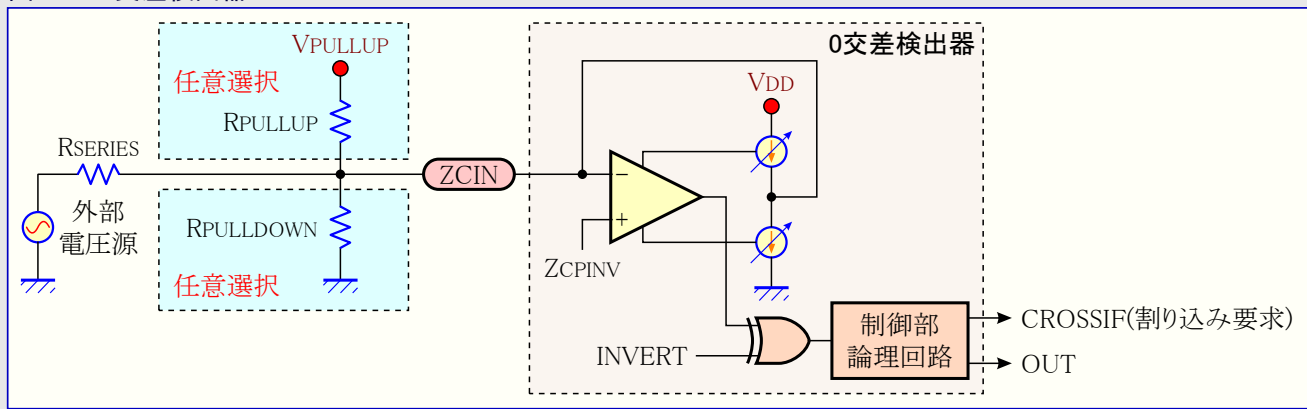 0交差検出器
VPULLUP
任意選択
RPULLUP
VDD
RSERIES
ZCIN
−
外部
電圧源
RPULLDOWN
+
ZCPINV
任意選択
INVERT
制御部
論理回路
CROSSIF(割り込み要求)
OUT